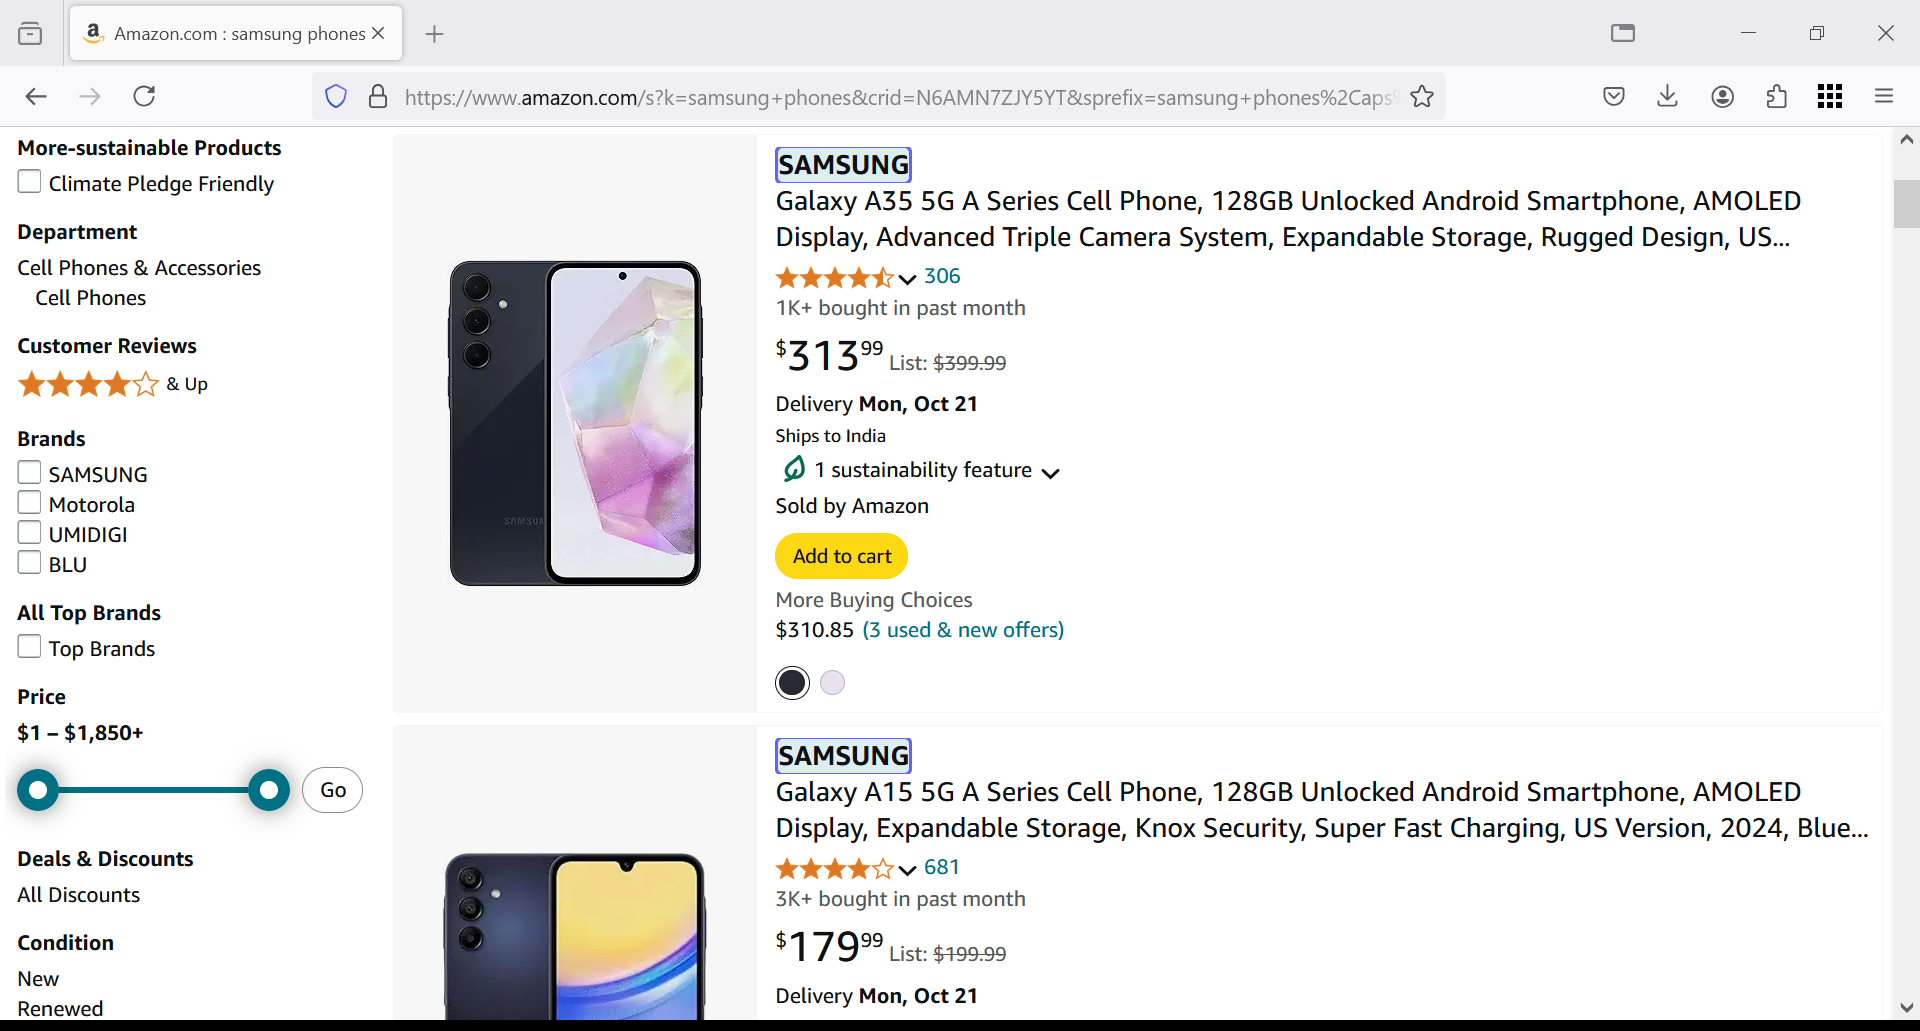 Amazon.com : samsung phones
https://www.amazon.com/s?k=samsung+phones&crid=N6AMN7ZJY5YT&sprefix=samsung+phones%2Caps
More-sustainable Products
Climate Pledge Friendly
Department
Cell Phones & Accessories
Cell Phones
Customer Reviews
& Up
Brands
SAMSUNG
Motorola
UMIDIGI
BLU
All Top Brands
Top Brands
Price
$1 – $1,850+
Go
Deals & Discounts
All Discounts
Condition
New
Renewed
SAMSUNG
SAMSUNG
Galaxy A35 5G A Series Cell Phone, 128GB Unlocked Android Smartphone, AMOLED
Display, Advanced Triple Camera System, Expandable Storage, Rugged Design, US...
306
1K+ bought in past month
$313.99 List: $399.99
Delivery Mon, Oct 21
Ships to India
1 sustainability feature
Sold by Amazon
Add to cart
More Buying Choices
$310.85 (3 used & new offers)
SAMSUNG
Galaxy A15 5G A Series Cell Phone, 128GB Unlocked Android Smartphone, AMOLED
Display, Expandable Storage, Knox Security, Super Fast Charging, US Version, 2024, Blue...
681
3K+ bought in past month
$179.99 List: $199.99
Delivery Mon, Oct 21